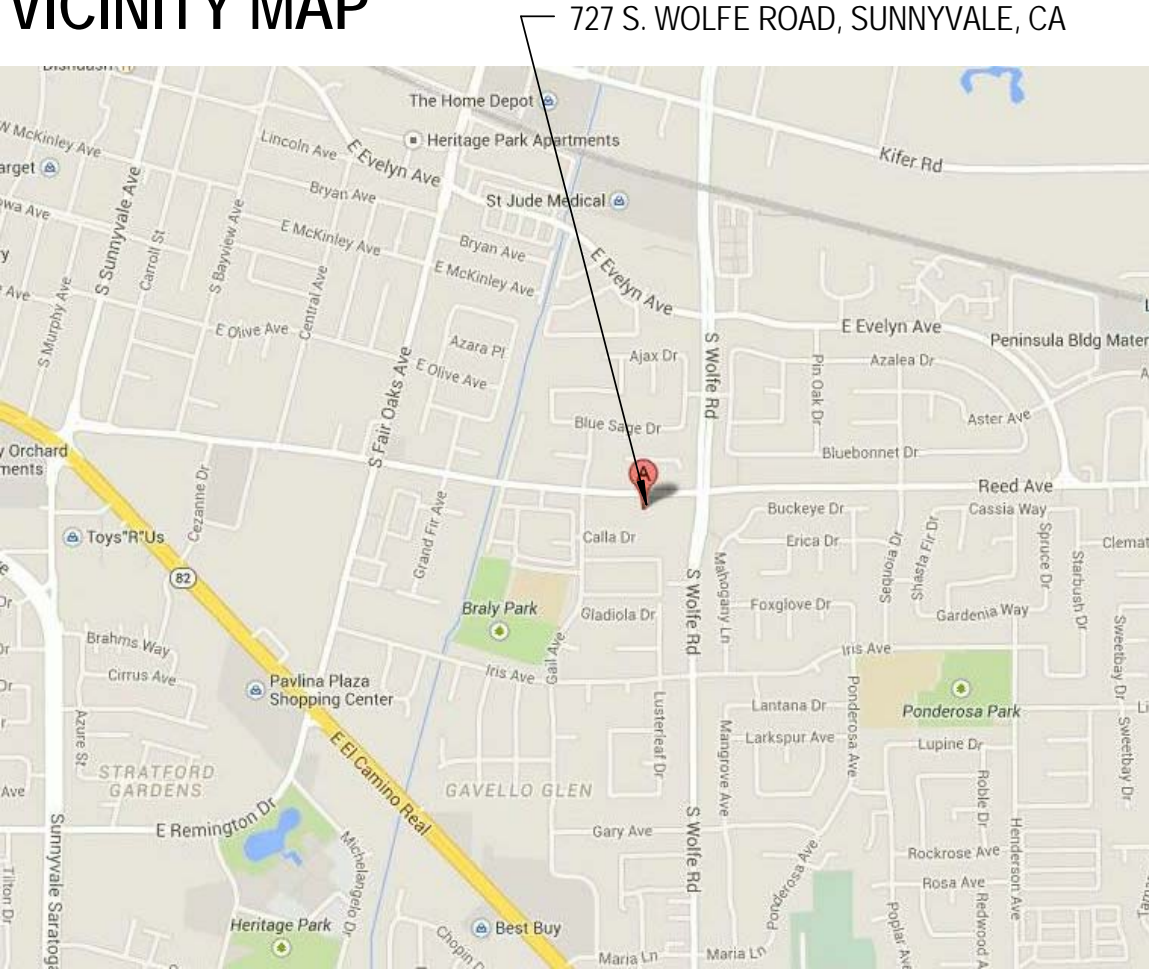 VICINITY MAP
727 S. WOLFE ROAD, SUNNYVALE, CA
The Home Depot
Heritage Park Apartments
Lincoln Ave
E Evelyn Ave
W McKinley Ave
arget
Kifer Rd
St Jude Medical
Bryan Ave
owa Ave
S Sunnyvale Ave
Carroll St
S Bayview Ave
E McKinley Ave
Bryan Ave
E McKinley Ave
E Evelyn Ave
Ave
S Murphy Ave
Central Ave
E Olive Ave
Azara Pl
E Olive Ave
S Fair Oaks Ave
Ajax Dr
S Wolfe Rd
E Evelyn Ave
Peninsula Bldg Mater
Pin Oak Dr
Azalea Dr
Aster Ave
Blue Sage Dr
Bluebonnet Dr
y Orchard
ments
Cezanne Dr
A
Reed Ave
Grand Fir Ave
Buckeye Dr
Cassia Way
Toys"R"Us
Calla Dr
Erica Dr
Sequoia Dr
Shasta Fir Dr
Spruce Dr
Starbush Dr
Clemat
82
S Wolfe Rd
Mahogany Ln
Braly Park
Gladiola Dr
Foxglove Dr
Gardenia Way
Brahms Way
Cirrus Ave
Iris Ave
Gail Ave
Iris Ave
Sweetbay Dr
Pavlina Plaza
Shopping Center
Azure St
Lusterleaf Dr
Lantana Dr
Ponderosa Ave
Ponderosa Park
Larkspur Ave
Mangrove Ave
Lupine Dr
Sweetbay Dr
STRATFORD
GARDENS
E El Camino Real
GAVELLO GLEN
Roble Dr
Ave
E Remington Dr
Michelangelo Dr
Gary Ave
S Wolfe Rd
Henderson Ave
Sunnyvale Saratoga
Tilton Dr
Ponderosa Ave
Rockrose Ave
Rosa Ave
Redwood A
Poplar Ave
Heritage Park
Best Buy
Chopin D
Maria Ln
Maria Ln